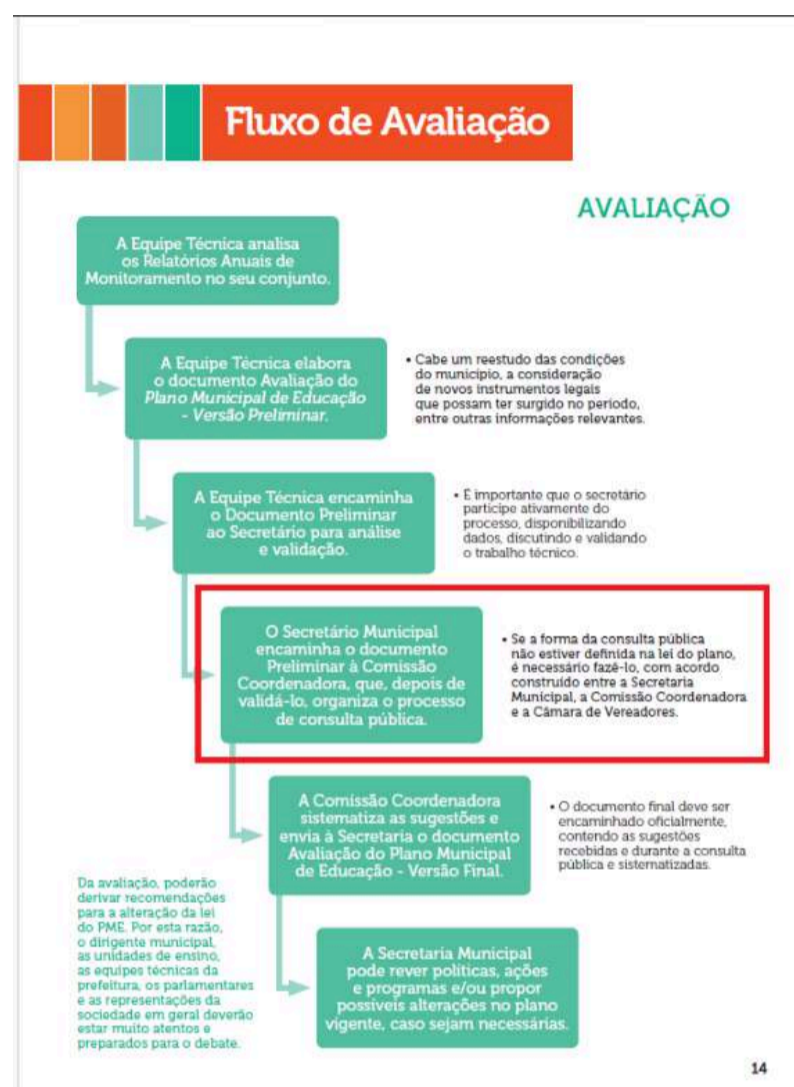 Fluxo de Avaliação
AVALIAÇÃO
A Equipe Técnica analisa
os Relatórios Anuais de
Monitoramento no seu conjunto.
A Equipe Técnica elabora
o documento Avaliação do
Plano Municipal de Educação
- Versão Preliminar.
• Cabe um reestudo das condições
do município, a consideração
de novos instrumentos legais
que possam ter surgido no período,
entre outras informações relevantes.
A Equipe Técnica encaminha
o Documento Preliminar
ao Secretário para análise
e validação.
• É importante que o secretário
participe ativamente do
processo, disponibilizando
dados, discutindo e validando
o trabalho técnico.
O Secretário Municipal
encaminha o documento
Preliminar à Comissão
Coordenadora, que, depois de
validá-lo, organiza o processo
de consulta pública.
• Se a forma da consulta pública
não estiver definida na lei do plano,
é necessário fazê-lo, com acordo
construído entre a Secretaria
Municipal, a Comissão Coordenadora
e a Câmara de Vereadores.
A Comissão Coordenadora
sistematiza as sugestões e
envia à Secretaria o documento
Avaliação do Plano Municipal
de Educação - Versão Final.
• O documento final deve ser
encaminhado oficialmente,
contendo as sugestões
recebidas e durante a consulta
pública e sistematizadas.
Da avaliação, poderão
derivar recomendações
para a alteração da lei
do PME. Por esta razão,
o dirigente municipal,
as unidades de ensino,
as equipes técnicas da
prefeitura, os parlamentares
e as representações da
sociedade em geral deverão
estar muito atentos e
preparados para o debate.
A Secretaria Municipal
pode rever políticas, ações
e programas e/ou propor
possíveis alterações no plano
vigente, caso sejam necessárias.
14